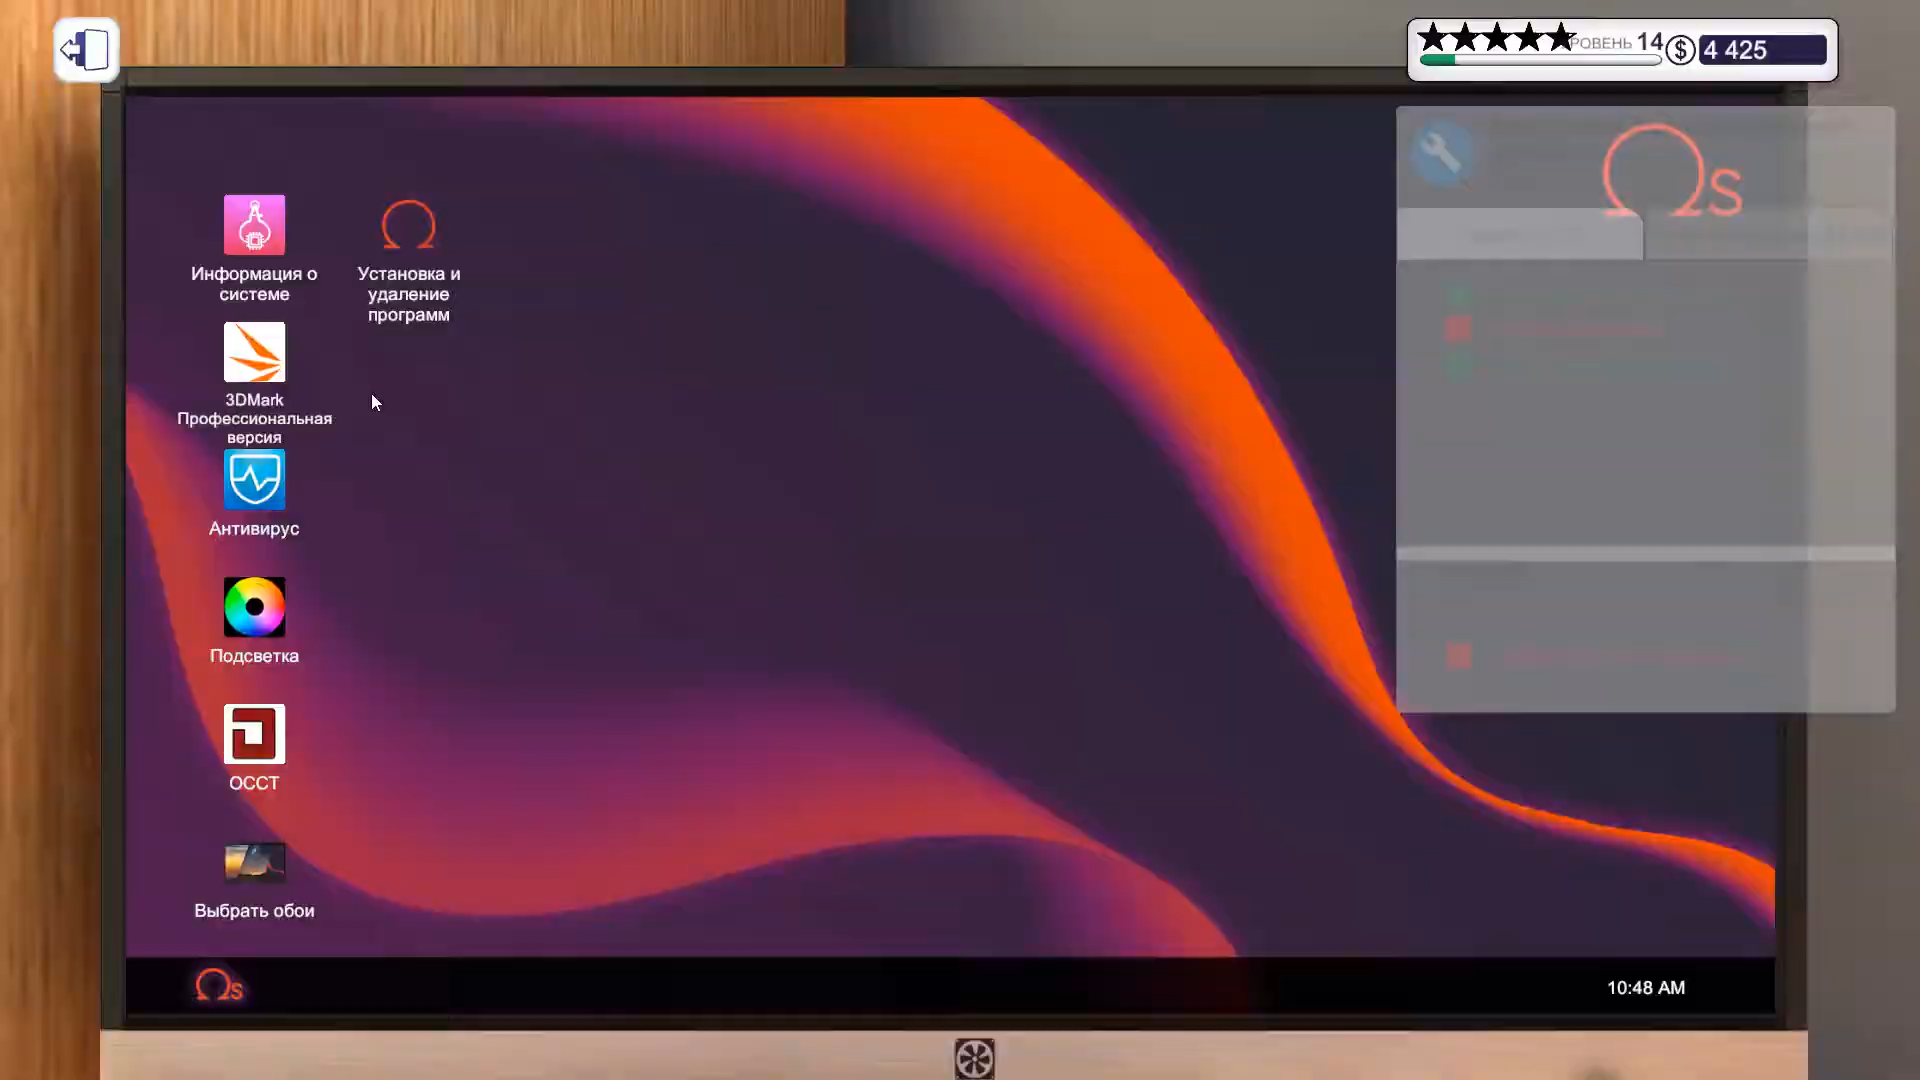 РОВЕНЬ 14
4 425
Ωs
Информация о
системе
Установка и
удаление
программ
3DMark
Профессиональная
версия
Антивирус
Подсветка
OCCT
Выбрать обои
Ωs
10:48 AM